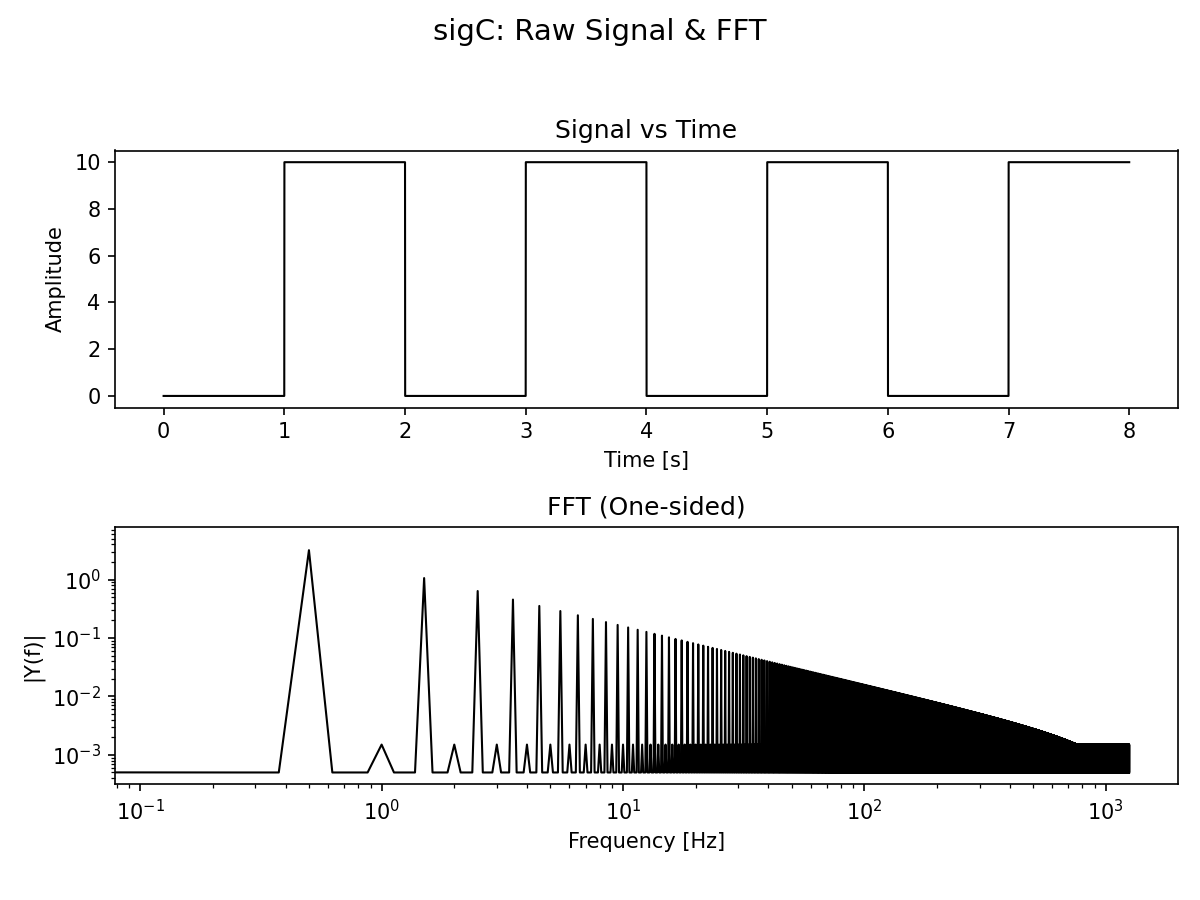 sigC: Raw Signal & FFT
Signal vs Time
Amplitude
10
8
6
4
2
0
0 1 2 3 4 5 6 7 8
Time [s]
FFT (One-sided)
|Y(f)|
10⁰
10⁻¹
10⁻²
10⁻³
10⁻¹ 10⁰ 10¹ 10² 10³
Frequency [Hz]